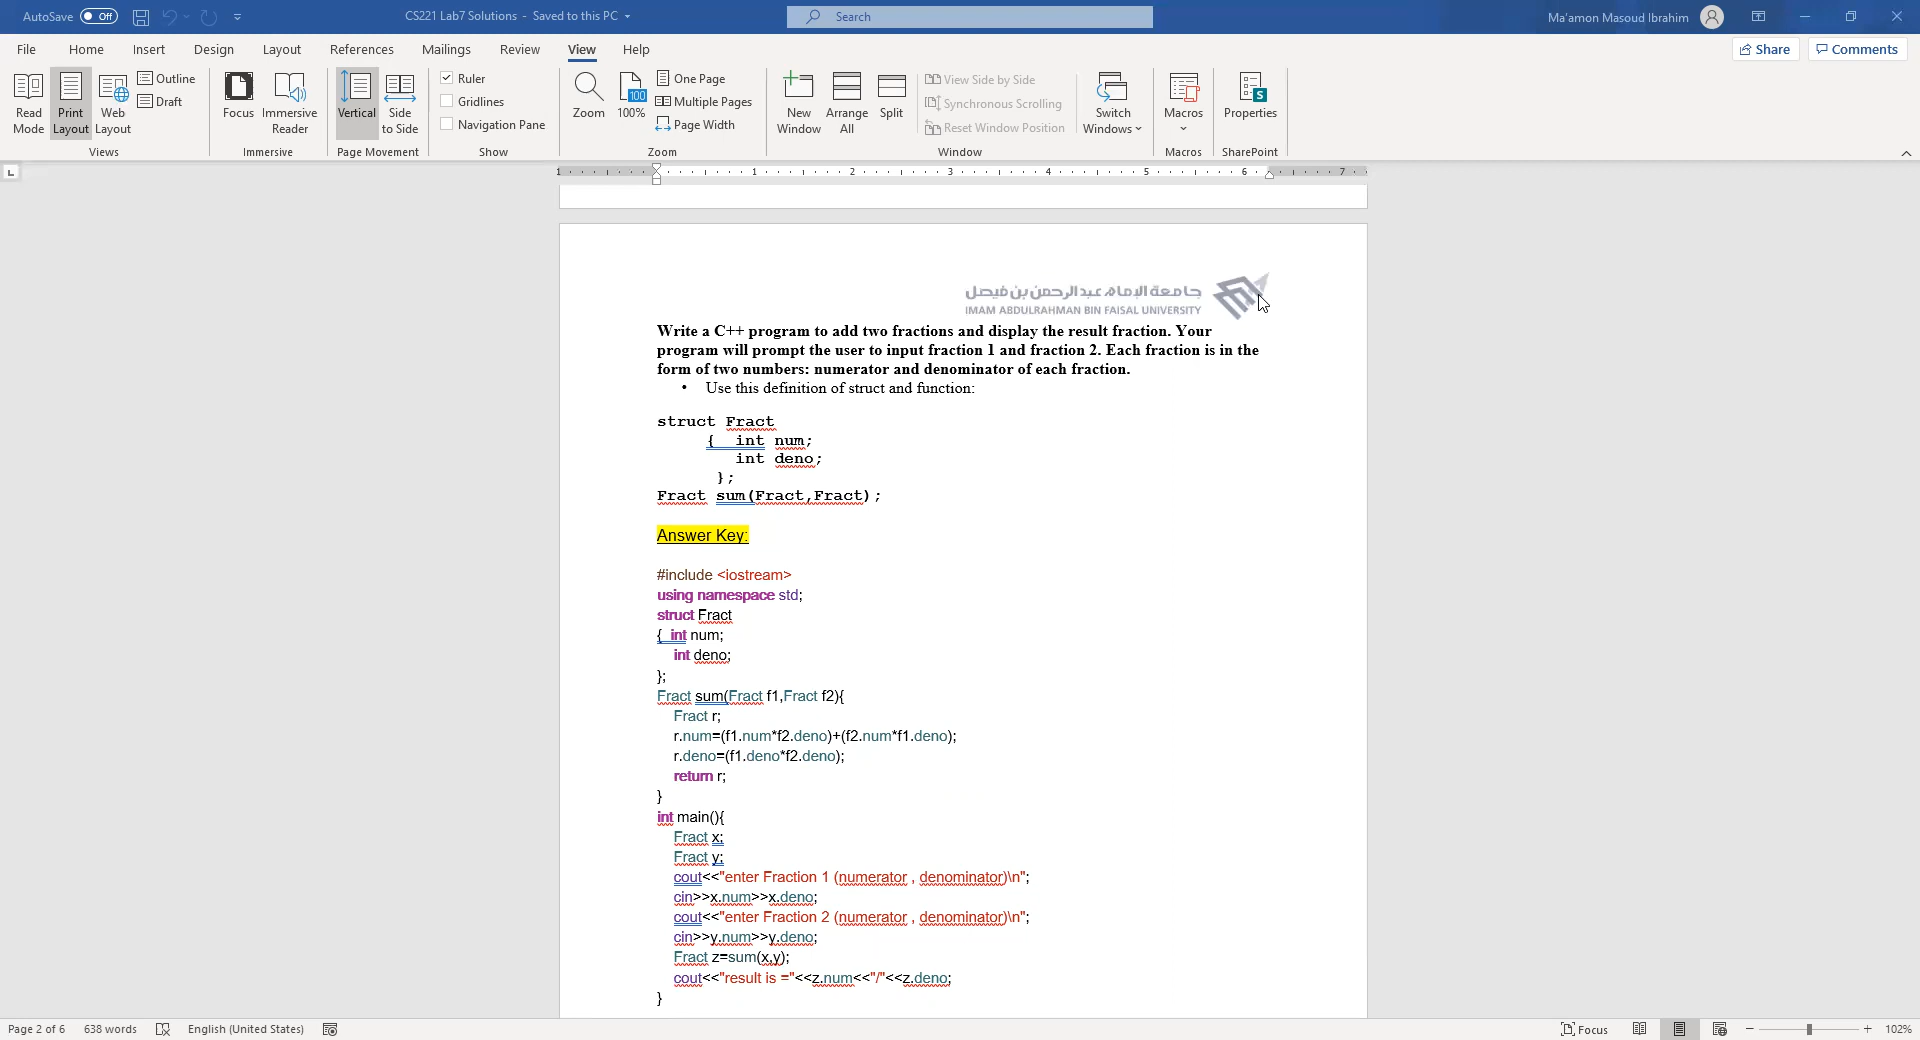 AutoSave Off CS221 Lab7 Solutions - Saved to this PC Search Ma'amon Masoud Ibrahim
File Home Insert Design Layout References Mailings Review View Help Share Comments
Read Mode
Print Layout
Web Layout
Outline
Draft
Views
Focus
Immersive Reader
Immersive
Vertical
Side to Side
Page Movement
Ruler
Gridlines
Navigation Pane
Show
Zoom
100
100%
One Page
Multiple Pages
Page Width
Zoom
New Window
Arrange All
Split
View Side by Side
Synchronous Scrolling
Reset Window Position
Switch Windows
Window
Macros
Macros
S
Properties
SharePoint
L
1 1 2 3 4 5 6 7
جامعة الإمام عبد الرحمن بن فيصل
IMAM ABDULRAHMAN BIN FAISAL UNIVERSITY
Write a C++ program to add two fractions and display the result fraction. Your
program will prompt the user to input fraction 1 and fraction 2. Each fraction is in the
form of two numbers: numerator and denominator of each fraction.
• Use this definition of struct and function:
struct Fract
{ int num;
int deno;
};
Fract sum(Fract,Fract);
Answer Key:
#include <iostream>
using namespace std;
struct Fract
{ int num;
int deno;
};
Fract sum(Fract f1,Fract f2){
Fract r;
r.num=(f1.num*f2.deno)+(f2.num*f1.deno);
r.deno=(f1.deno*f2.deno);
return r;
}
int main(){
Fract x;
Fract y;
cout<<"enter Fraction 1 (numerator , denominator)\n";
cin>>x.num>>x.deno;
cout<<"enter Fraction 2 (numerator , denominator)\n";
cin>>y.num>>y.deno;
Fract z=sum(x,y);
cout<<"result is ="<<z.num<<"/"<<z.deno;
}
Page 2 of 6 638 words English (United States) Focus 102%